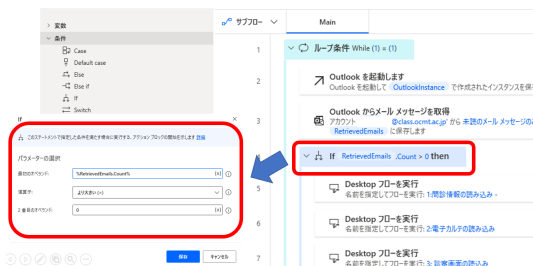 変数
条件
Case
Default case
Else
Else if
If
Switch
If
このステートメントで指定した条件を満たす場合に実行する、アクション ブロックの開始を示します 詳細
パラメーターの選択
最初のオペランド:
%RetrievedEmails.Count%
{x}
演算子:
より大きい (>)
2 番目のオペランド:
0
{x}
保存
キャンセル
サブフロー
Main
1
ループ条件 While (1) = (1)
2
Outlook を起動します
Outlook を起動して OutlookInstance で作成されたインスタンスを保
3
Outlook からメール メッセージを取得
アカウント @class.ocmt.ac.jp' から 未読のメール メッセージの
RetrievedEmails に保存します
If RetrievedEmails .Count > 0 then
5
Desktop フローを実行
名前を指定してフローを実行: 1:問診情報の読み込み -
6
Desktop フローを実行
名前を指定してフローを実行: 2:電子カルテの読込み
7
Desktop フローを実行
名前を指定してフローを実行: 3: 診察画面の読込み